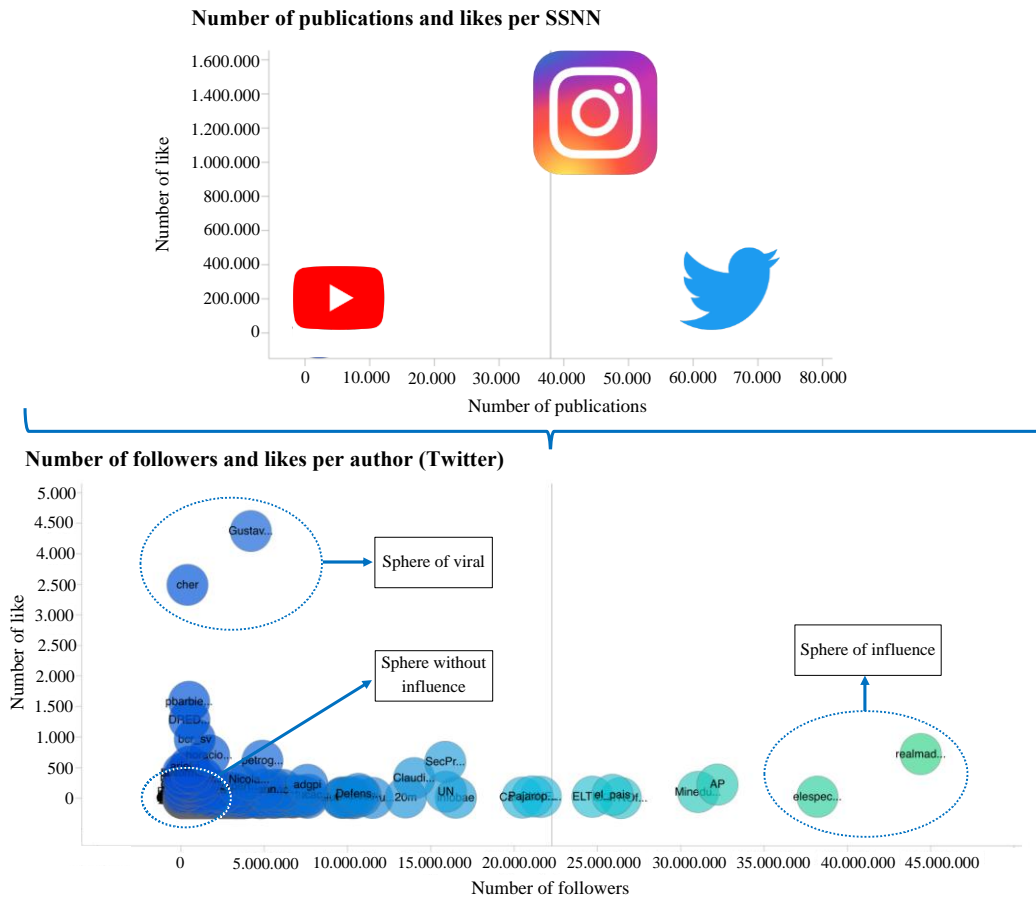 Number of publications and likes per SSNN
1.600.000
1.400.000
1.200.000
1.000.000
800.000
600.000
400.000
200.000
0
Number of like
0
10.000
20.000
30.000
40.000
50.000
60.000
70.000
80.000
Number of publications
Number of followers and likes per author (Twitter)
5.000
4.500
4.000
2.500
3.000
2.500
2.000
1.500
1.000
500
0
Number of like
Gustav...
cher
Sphere of viral
Sphere without
influence
Sphere of influence
pbarbie...
DRED...
bcr_sv
horacio...
petrog...
SecPr...
realmad...
Nicola...
adgpi
Claudi...
Defens...
20m
UN
infobae
Pajarop...
ELT
el_pais
Minedu...
AP
elespec...
0
5.0000.000
10.000.000
15.000.000
20.000.000
25.000.000
30.000.000
35.000.000
40.000.000
45.000.000
Number of followers